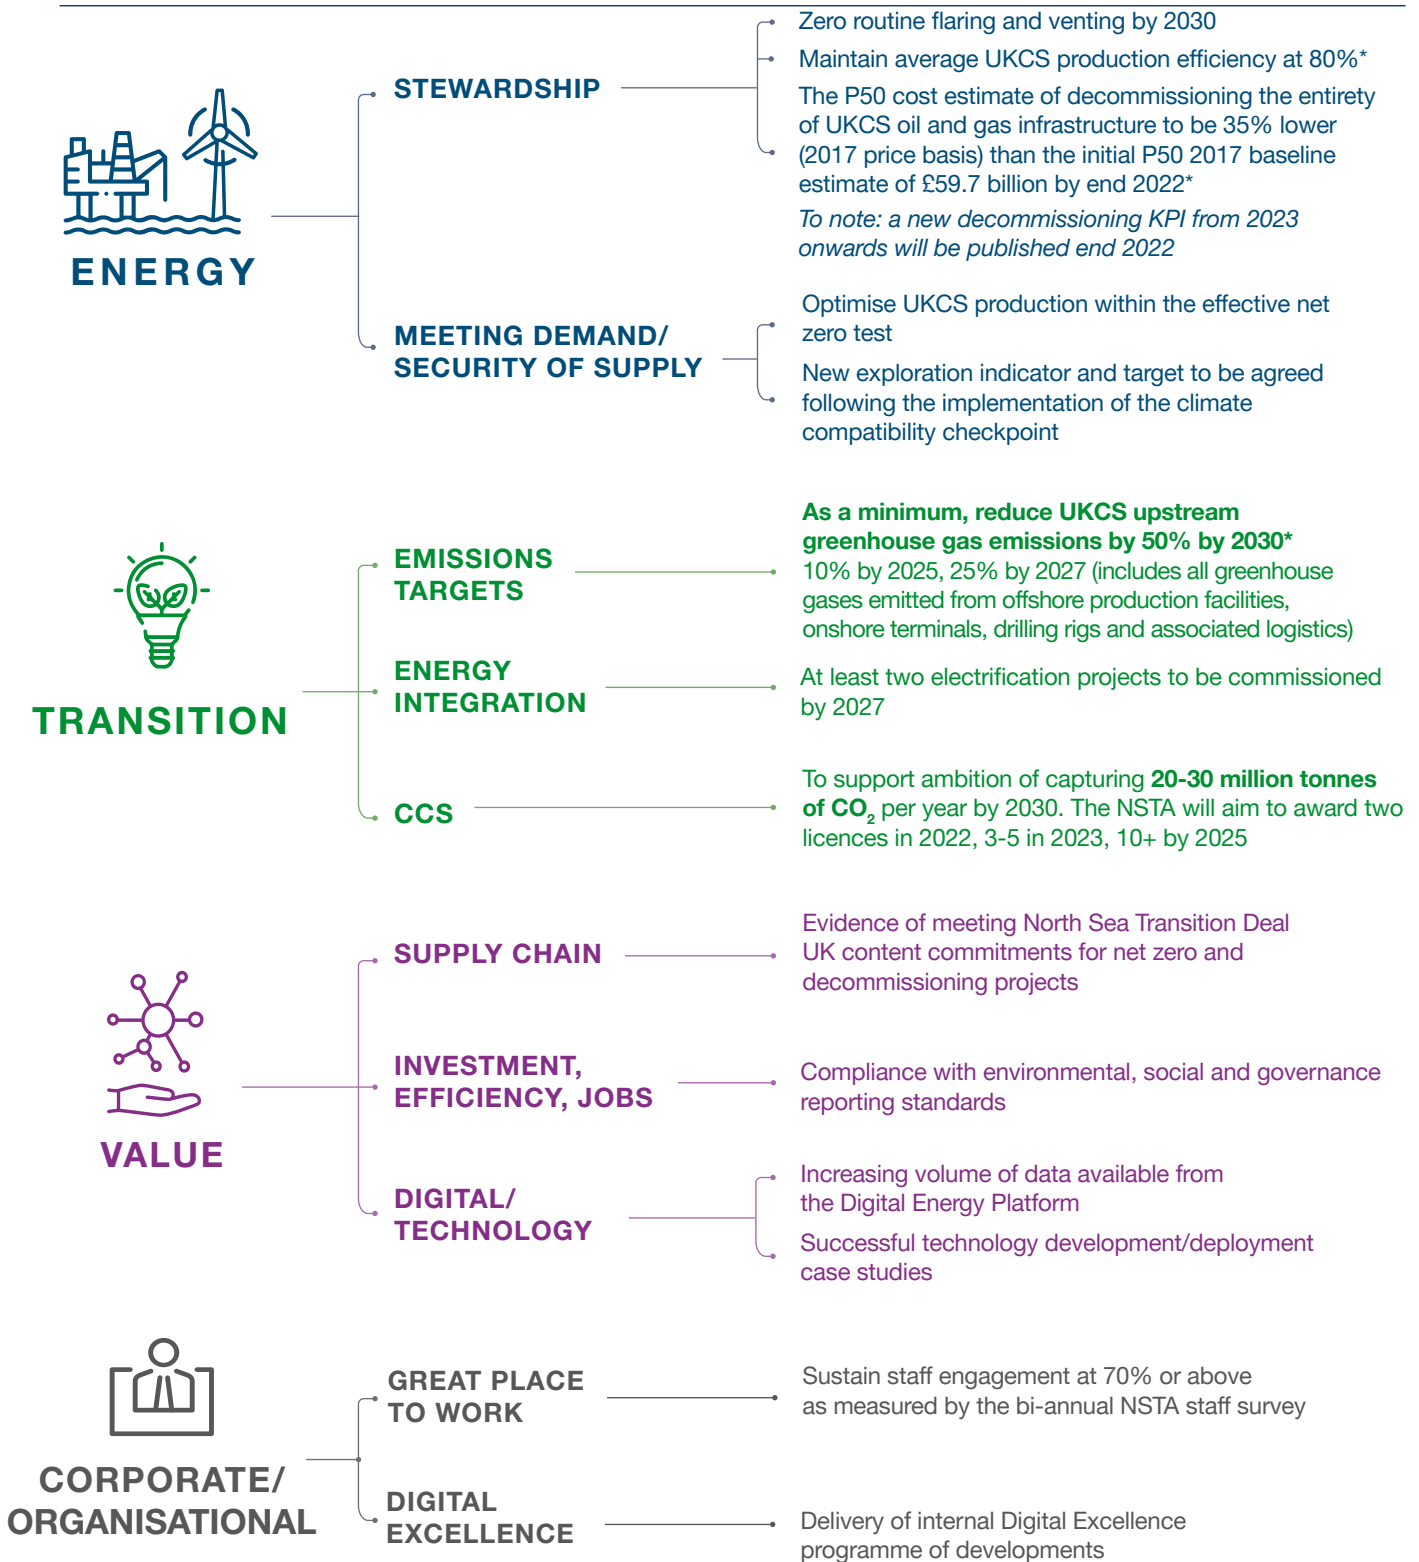 ENERGY
STEWARDSHIP
Zero routine flaring and venting by 2030
Maintain average UKCS production efficiency at 80%*
The P50 cost estimate of decommissioning the entirety
of UKCS oil and gas infrastructure to be 35% lower
(2017 price basis) than the initial P50 2017 baseline
estimate of £59.7 billion by end 2022*
To note: a new decommissioning KPI from 2023
onwards will be published end 2022
MEETING DEMAND/
SECURITY OF SUPPLY
Optimise UKCS production within the effective net
zero test
New exploration indicator and target to be agreed
following the implementation of the climate
compatibility checkpoint
TRANSITION
EMISSIONS
TARGETS
As a minimum, reduce UKCS upstream
greenhouse gas emissions by 50% by 2030*
10% by 2025, 25% by 2027 (includes all greenhouse
gases emitted from offshore production facilities,
onshore terminals, drilling rigs and associated logistics)
ENERGY
INTEGRATION
At least two electrification projects to be commissioned
by 2027
CCS
To support ambition of capturing 20-30 million tonnes
of CO₂ per year by 2030. The NSTA will aim to award two
licences in 2022, 3-5 in 2023, 10+ by 2025
VALUE
SUPPLY CHAIN
Evidence of meeting North Sea Transition Deal
UK content commitments for net zero and
decommissioning projects
INVESTMENT,
EFFICIENCY, JOBS
Compliance with environmental, social and governance
reporting standards
DIGITAL/
TECHNOLOGY
Increasing volume of data available from
the Digital Energy Platform
Successful technology development/deployment
case studies
CORPORATE/
ORGANISATIONAL
GREAT PLACE
TO WORK
Sustain staff engagement at 70% or above
as measured by the bi-annual NSTA staff survey
DIGITAL
EXCELLENCE
Delivery of internal Digital Excellence
programme of developments